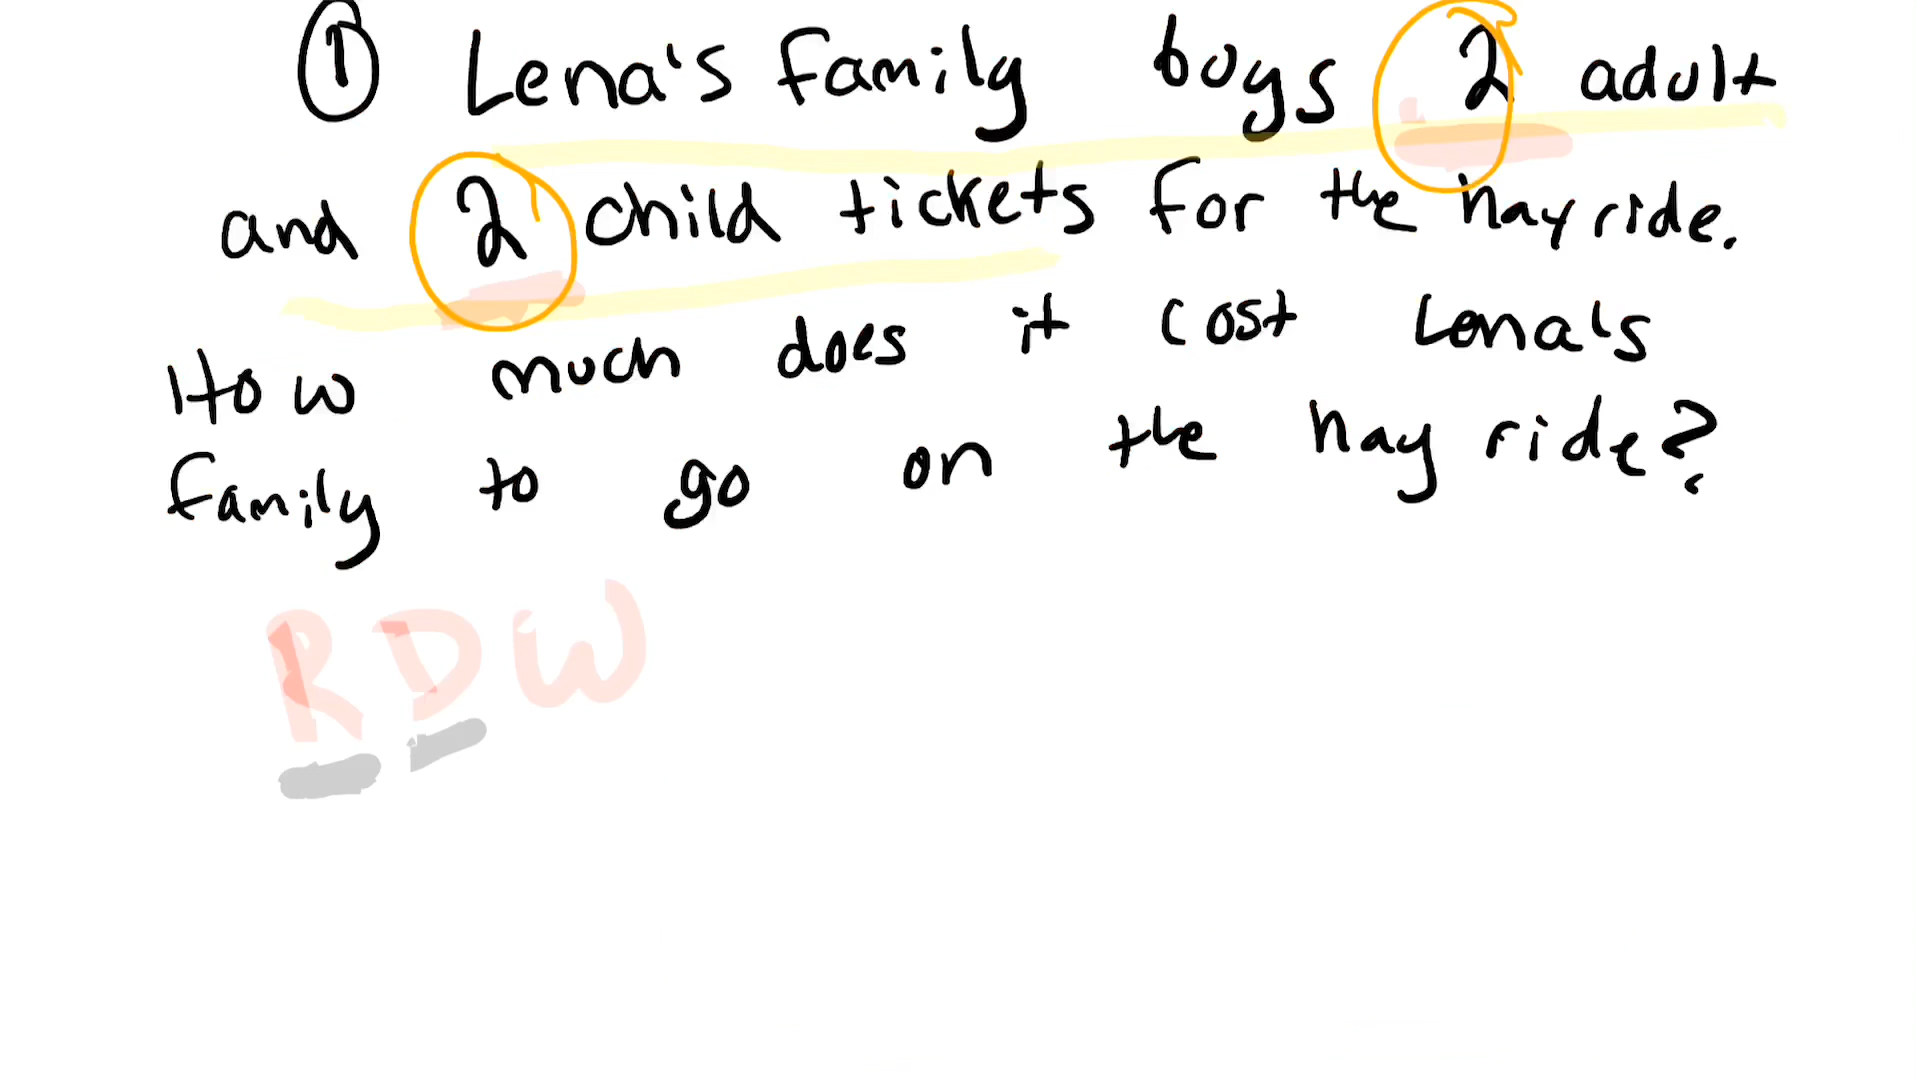 ① Lena's family buys 2 adult
and 2 child tickets for the hayride.
How much does it cost Lena's
family to go on the hay ride?
RDW